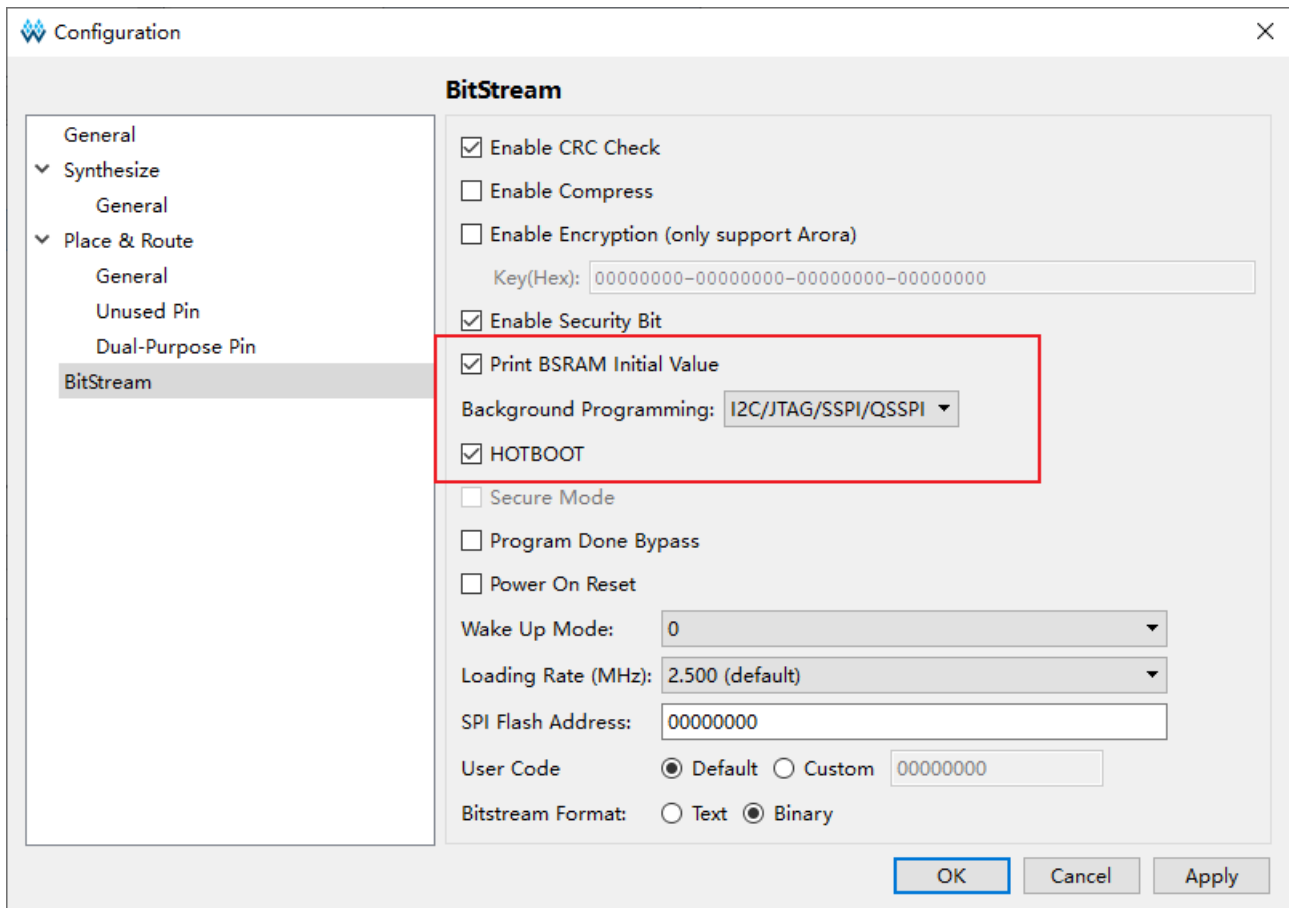 Configuration
BitStream
General
Synthesize
General
Place & Route
General
Unused Pin
Dual-Purpose Pin
BitStream
Enable CRC Check
Enable Compress
Enable Encryption (only support Arora)
Key(Hex): 00000000-00000000-00000000-00000000
Enable Security Bit
Print BSRAM Initial Value
Background Programming: I2C/JTAG/SSPI/QSSPI
HOTBOOT
Secure Mode
Program Done Bypass
Power On Reset
Wake Up Mode: 0
Loading Rate (MHz): 2.500 (default)
SPI Flash Address: 00000000
User Code Default Custom 00000000
Bitstream Format: Text Binary
OK Cancel Apply